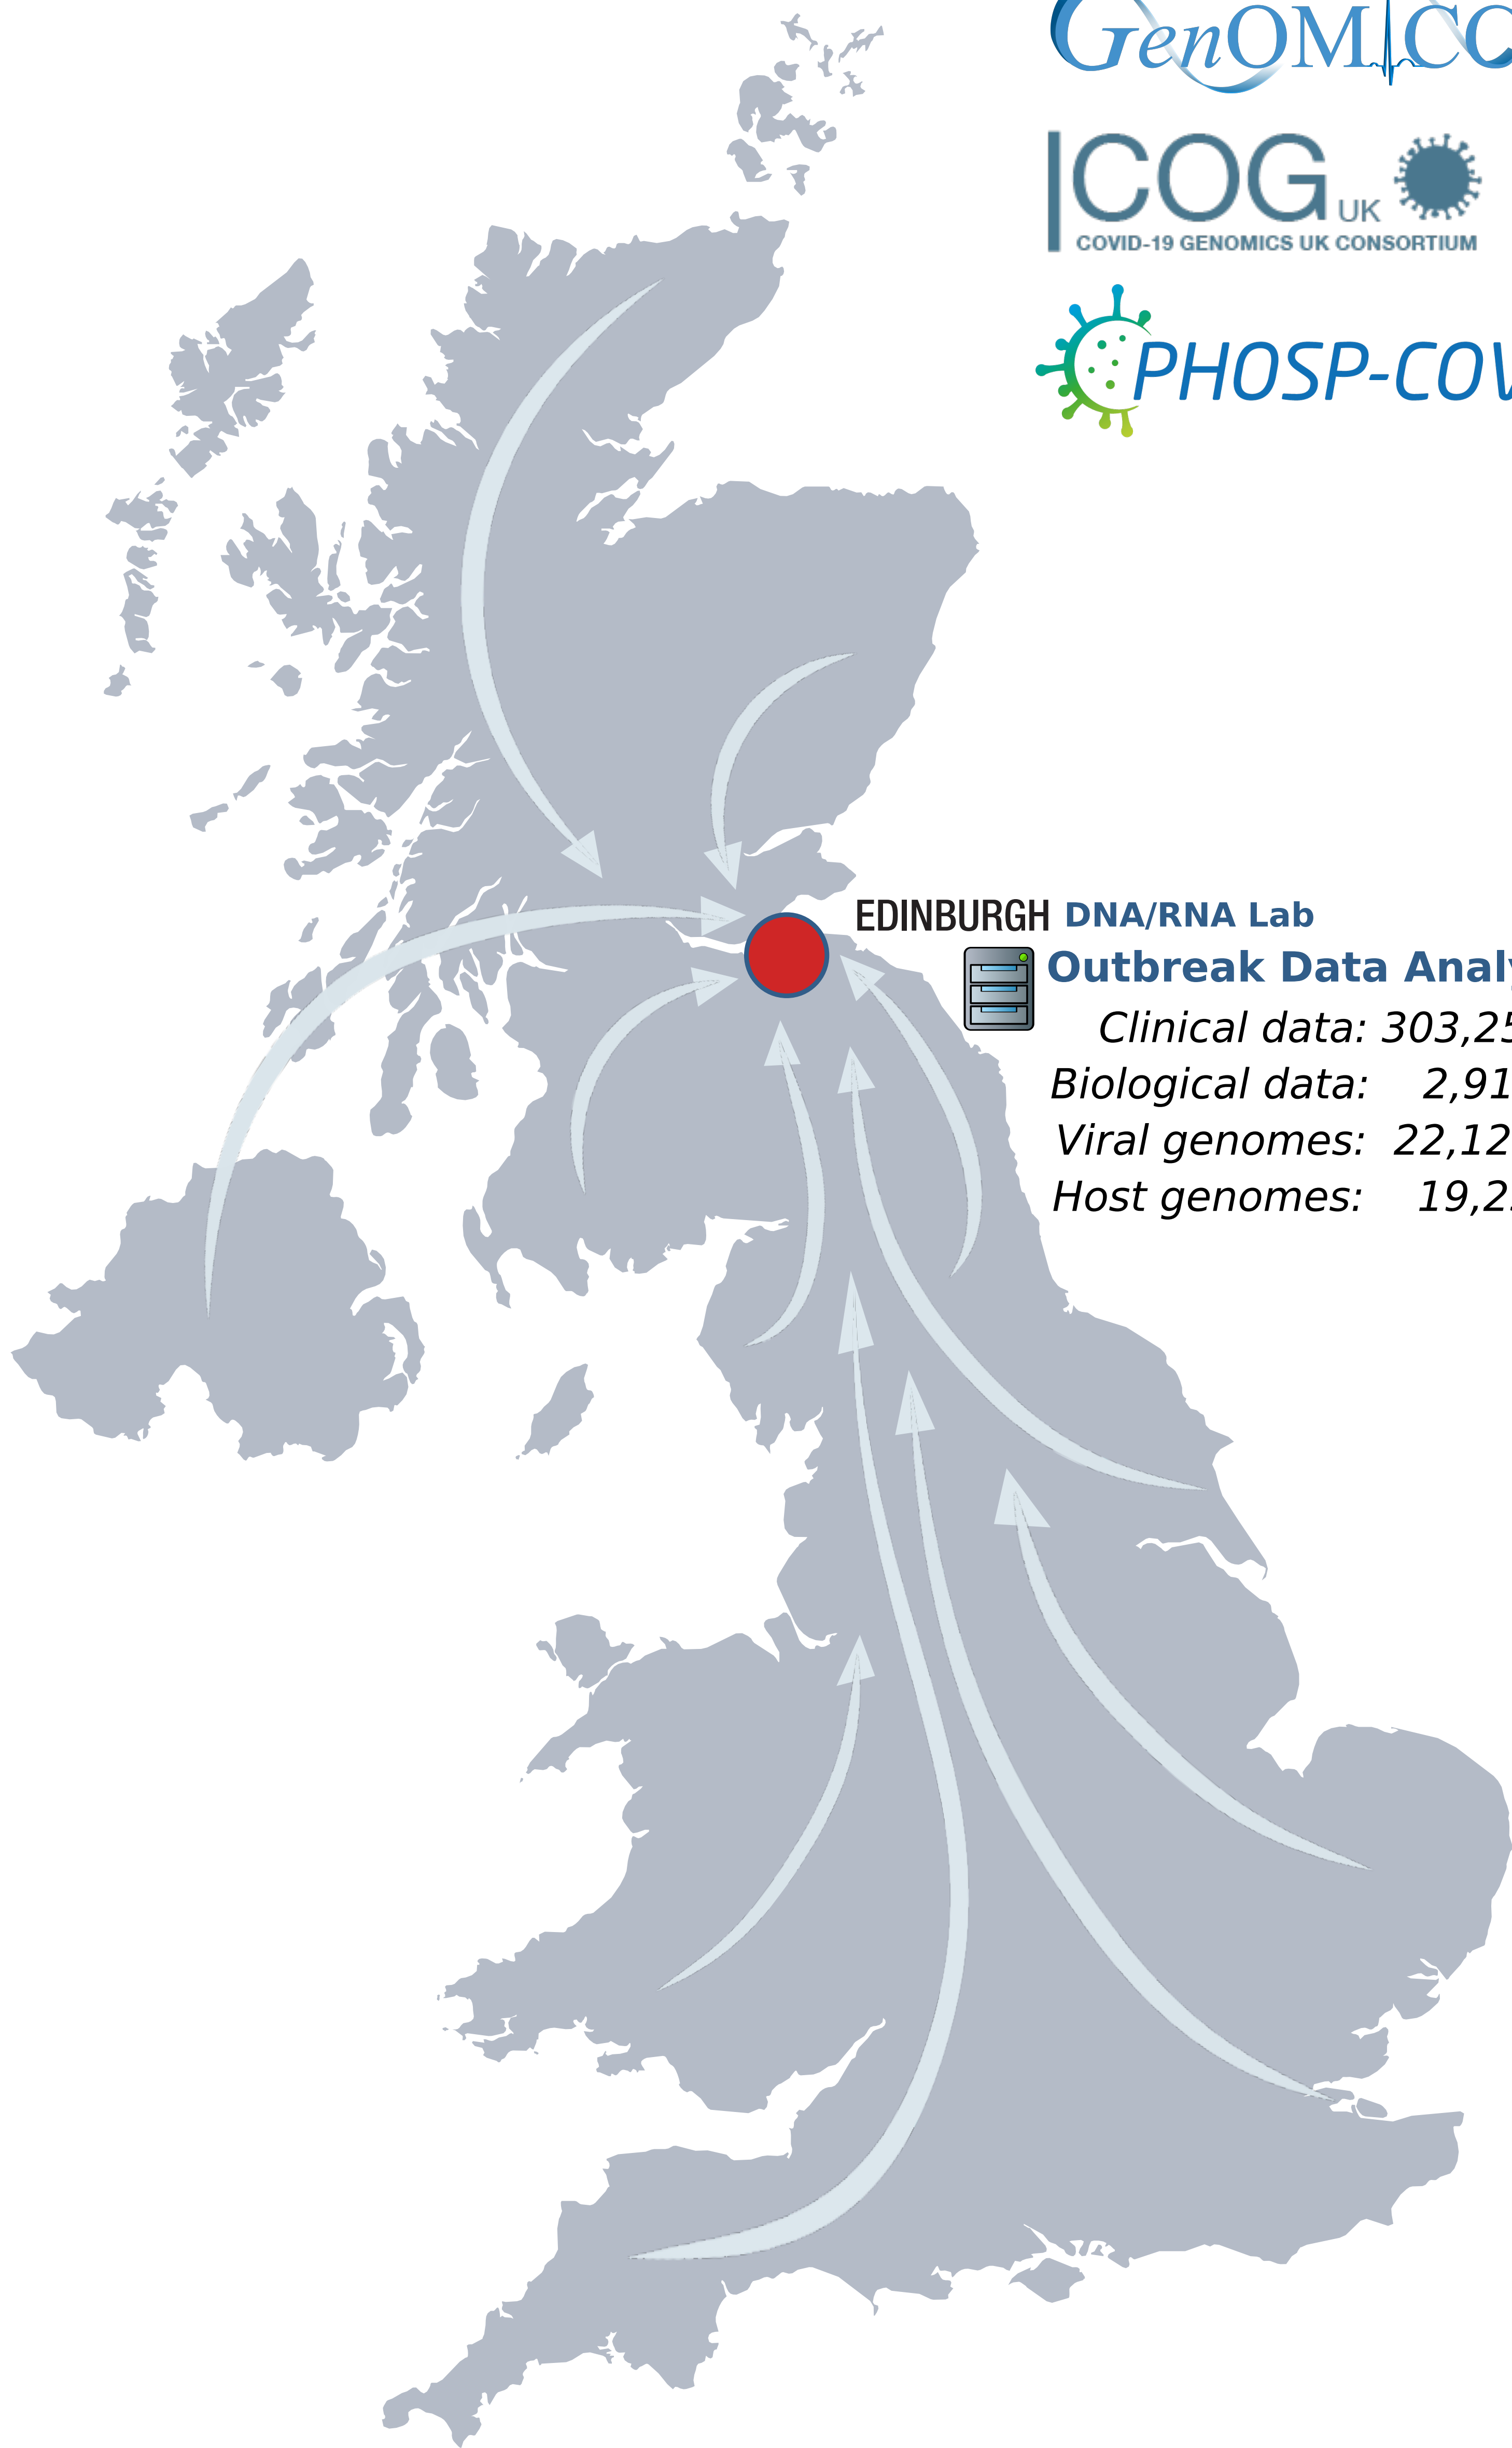 GenOMICC
COG UK
COVID-19 GENOMICS UK CONSORTIUM
PHOSP-COV
EDINBURGH DNA/RNA Lab
Outbreak Data Analy
Clinical data: 303,25
Biological data: 2,91
Viral genomes: 22,12
Host genomes: 19,2